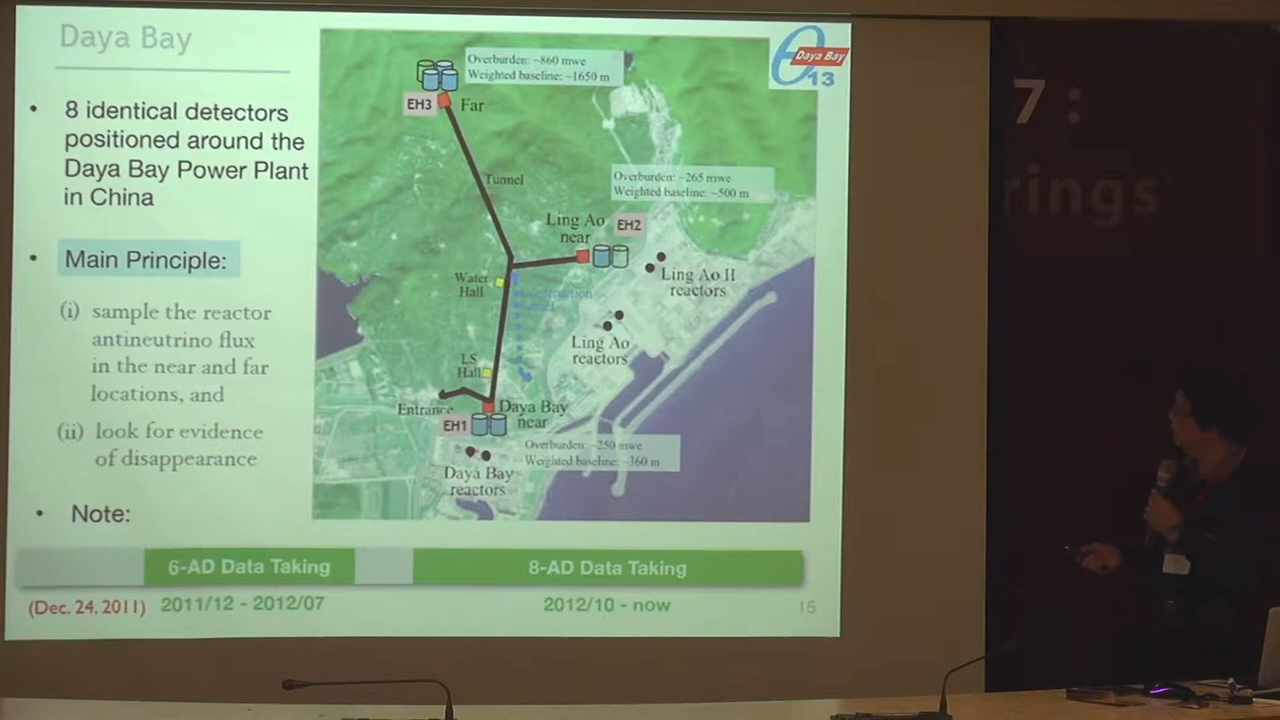 Daya Bay
• 8 identical detectors
positioned around the
Daya Bay Power Plant
in China
• Main Principle:
(i) sample the reactor
antineutrino flux
in the near and far
locations, and
(ii) look for evidence
of disappearance
• Note:
Overburden: ~860 mwe
Weighted baseline: ~1650 m
θ13
Daya Bay
EH3
Far
Tunnel
Overburden: ~265 mwe
Weighted baseline: ~500 m
Ling Ao
near
EH2
Ling Ao II
reactors
Water
Hall
Ling Ao
reactors
LS
Hall
Entrance
Daya Bay
near
EH1
Overburden: ~250 mwe
Weighted baseline: ~360 m
Daya Bay
reactors
6-AD Data Taking
8-AD Data Taking
(Dec. 24, 2011)
2011/12 - 2012/07
2012/10 - now
15
7 :
rings